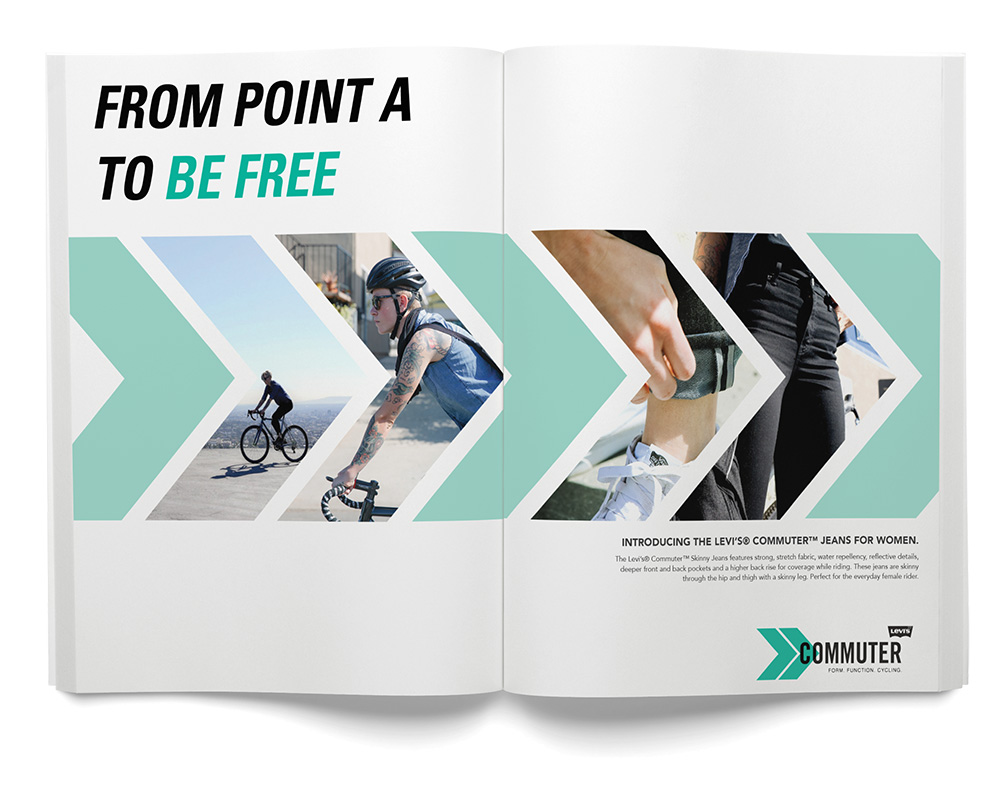 FROM POINT A
TO BE FREE
INTRODUCING THE LEVI'S® COMMUTER™ JEANS FOR WOMEN.
The Levi's® Commuter™ Skinny Jeans features strong, stretch fabric, water repellency, reflective details,
deeper front and back pockets and a higher back rise for coverage while riding. These jeans are skinny
through the hip and thigh with a skinny leg. Perfect for the everyday female rider.
Levi's
COMMUTER
FORM. FUNCTION. CYCLING.